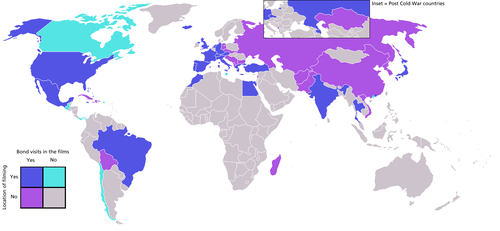 Inset = Post Cold War countries
Bond visits in the films
Yes No
Location of filming
Yes
No